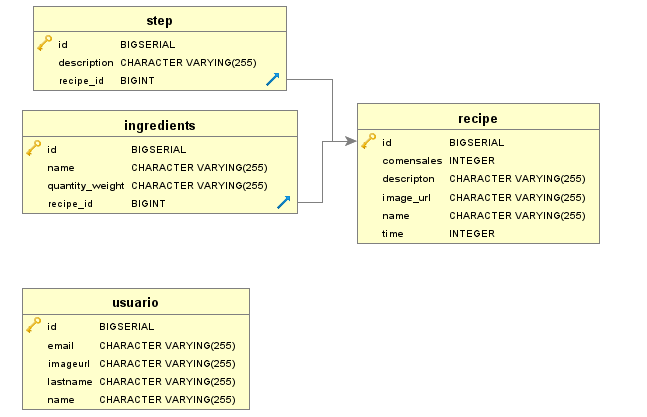 step
id BIGSERIAL
description CHARACTER VARYING(255)
recipe_id BIGINT
ingredients
id BIGSERIAL
name CHARACTER VARYING(255)
quantity_weight CHARACTER VARYING(255)
recipe_id BIGINT
recipe
id BIGSERIAL
comensales INTEGER
descripton CHARACTER VARYING(255)
image_url CHARACTER VARYING(255)
name CHARACTER VARYING(255)
time INTEGER
usuario
id BIGSERIAL
email CHARACTER VARYING(255)
imageurl CHARACTER VARYING(255)
lastname CHARACTER VARYING(255)
name CHARACTER VARYING(255)